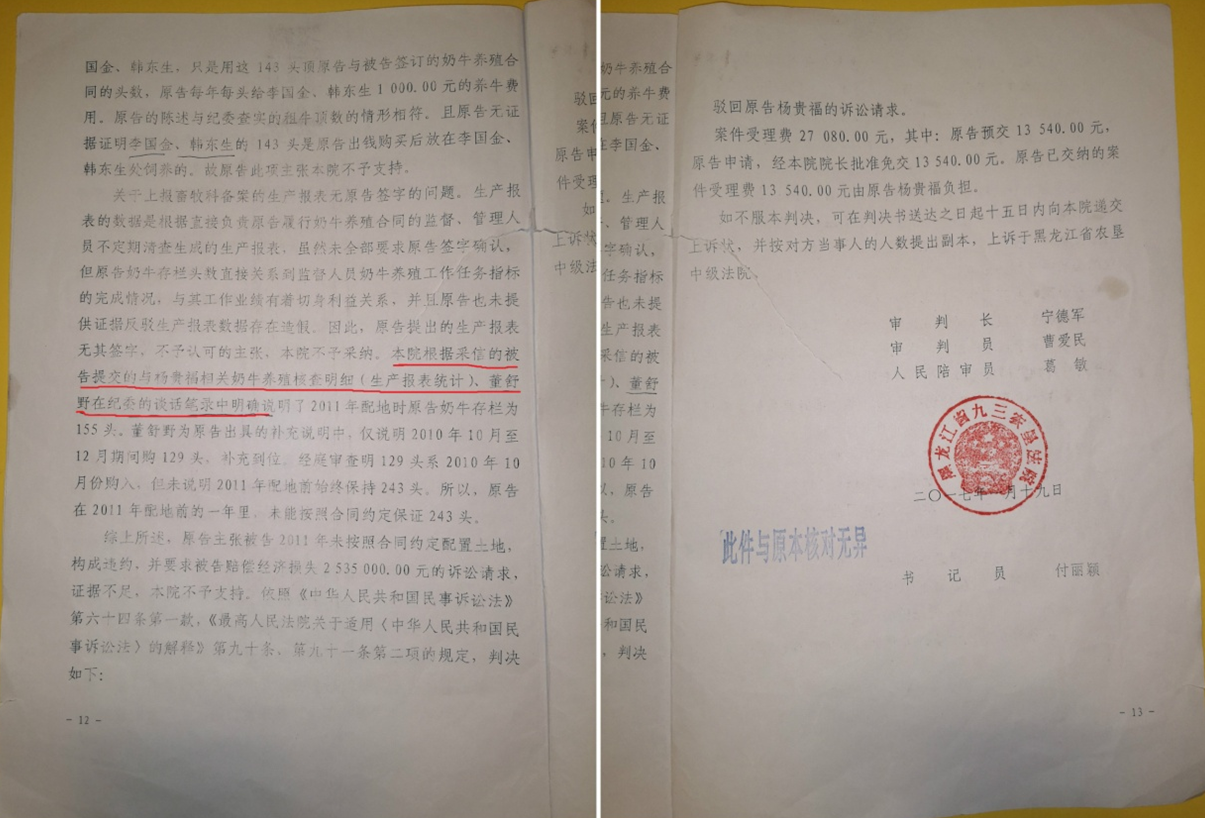 国金、韩东生，只是用这 143 头顶原告与被告签订的奶牛养殖合
同的头数，原告每年每头给李国金、韩东生 1 000.00 元的养牛费
用。原告的陈述与纪委查实的租牛顶数的情形相符。且原告无证
据证明李国金、韩东生的 143 头是原告出钱购买后放在李国金、
韩东生处饲养的。故原告此项主张本院不予支持。
关于上报畜牧科备案的生产报表无原告签字的问题。生产报
表的数据是根据直接负责原告履行奶牛养殖合同的监督、管理人
员不定期清查生成的生产报表，虽然未全部要求原告签字确认，
但原告奶牛存栏头数直接关系到监督人员奶牛养殖工作任务指标
的完成情况，与其工作业绩有着切身利益关系，并且原告也未提
供证据反驳生产报表数据存在造假。因此，原告提出的生产报表
无其签字，不予认可的主张，本院不予采纳。本院根据采信的被
告提交的与杨贵福相关奶牛养殖核查明细（生产报表统计）、董舒
野在纪委的谈话笔录中明确说明了 2011 年配地时原告奶牛存栏为
155 头。董舒野为原告出具的补充说明中，仅说明 2010 年 10 月至
12 月期间购 129 头，补充到位。经庭审查明 129 头系 2010 年 10
月份购入，但未说明 2011 年配地前始终保持 243 头。所以，原告
在 2011 年配地前的一年里，未能按照合同约定保证 243 头。
综上所述，原告主张被告 2011 年未按照合同约定配置土地，
构成违约，并要求被告赔偿经济损失 2 535 000.00 元的诉讼请求，
证据不足，本院不予支持。依照《中华人民共和国民事诉讼法》
第六十四条第一款，《最高人民法院关于适用〈中华人民共和国民
事诉讼法〉的解释》第九十条、第九十一条第二项的规定，判决
如下：
- 12 -
驳回原告杨贵福的诉讼请求。
案件受理费 27 080.00 元，其中：原告预交 13 540.00 元，
原告申请，经本院院长批准免交 13 540.00 元。原告已交纳的案
件受理费 13 540.00 元由原告杨贵福负担。
如不服本判决，可在判决书送达之日起十五日内向本院递交
上诉状，并按对方当事人的人数提出副本，上诉于黑龙江省农垦
中级法院。
审 判 长 宁德军
审 判 员 曹爱民
人民陪审员 葛 敏
黑龙江省九三农垦法院
二〇一七年 月十九日
此件与原本核对无异
书 记 员 付丽颖
- 13 -